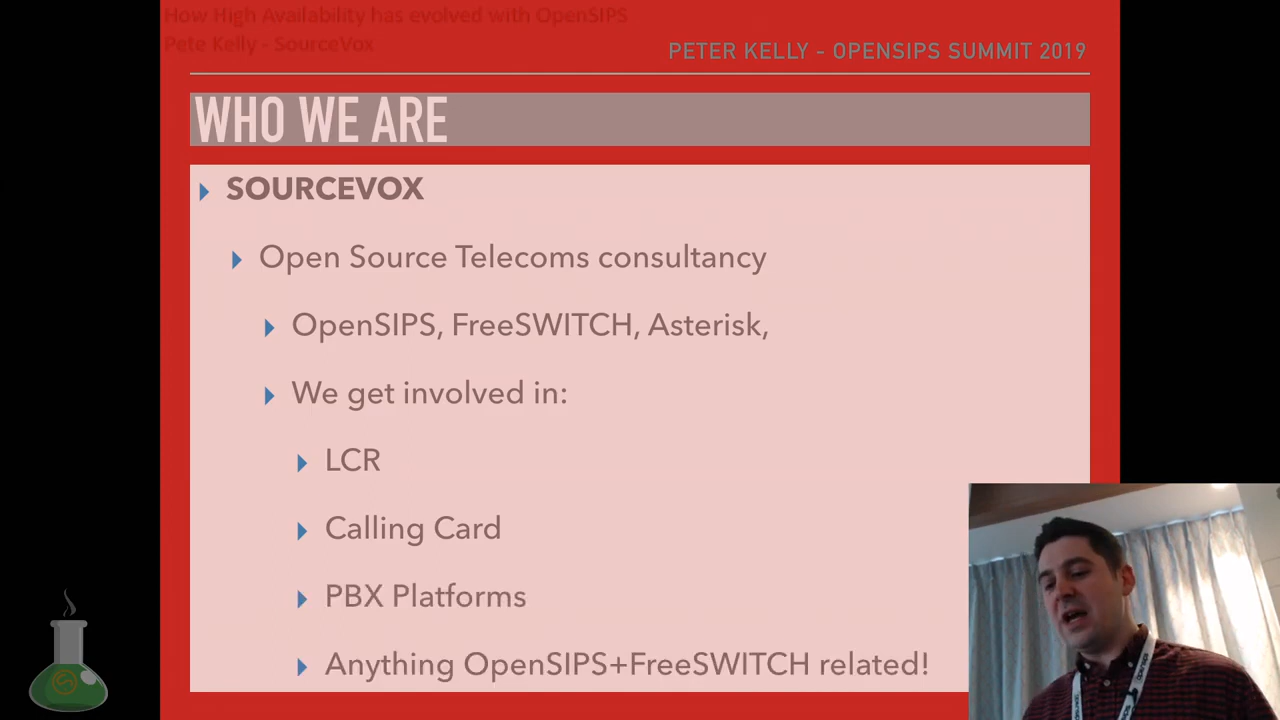 How High Availability has evolved with OpenSIPS
Pete Kelly - SourceVox
PETER KELLY - OPENSIPS SUMMIT 2019
WHO WE ARE
SOURCEVOX
Open Source Telecoms consultancy
OpenSIPS, FreeSWITCH, Asterisk,
We get involved in:
LCR
Calling Card
PBX Platforms
Anything OpenSIPS+FreeSWITCH related!